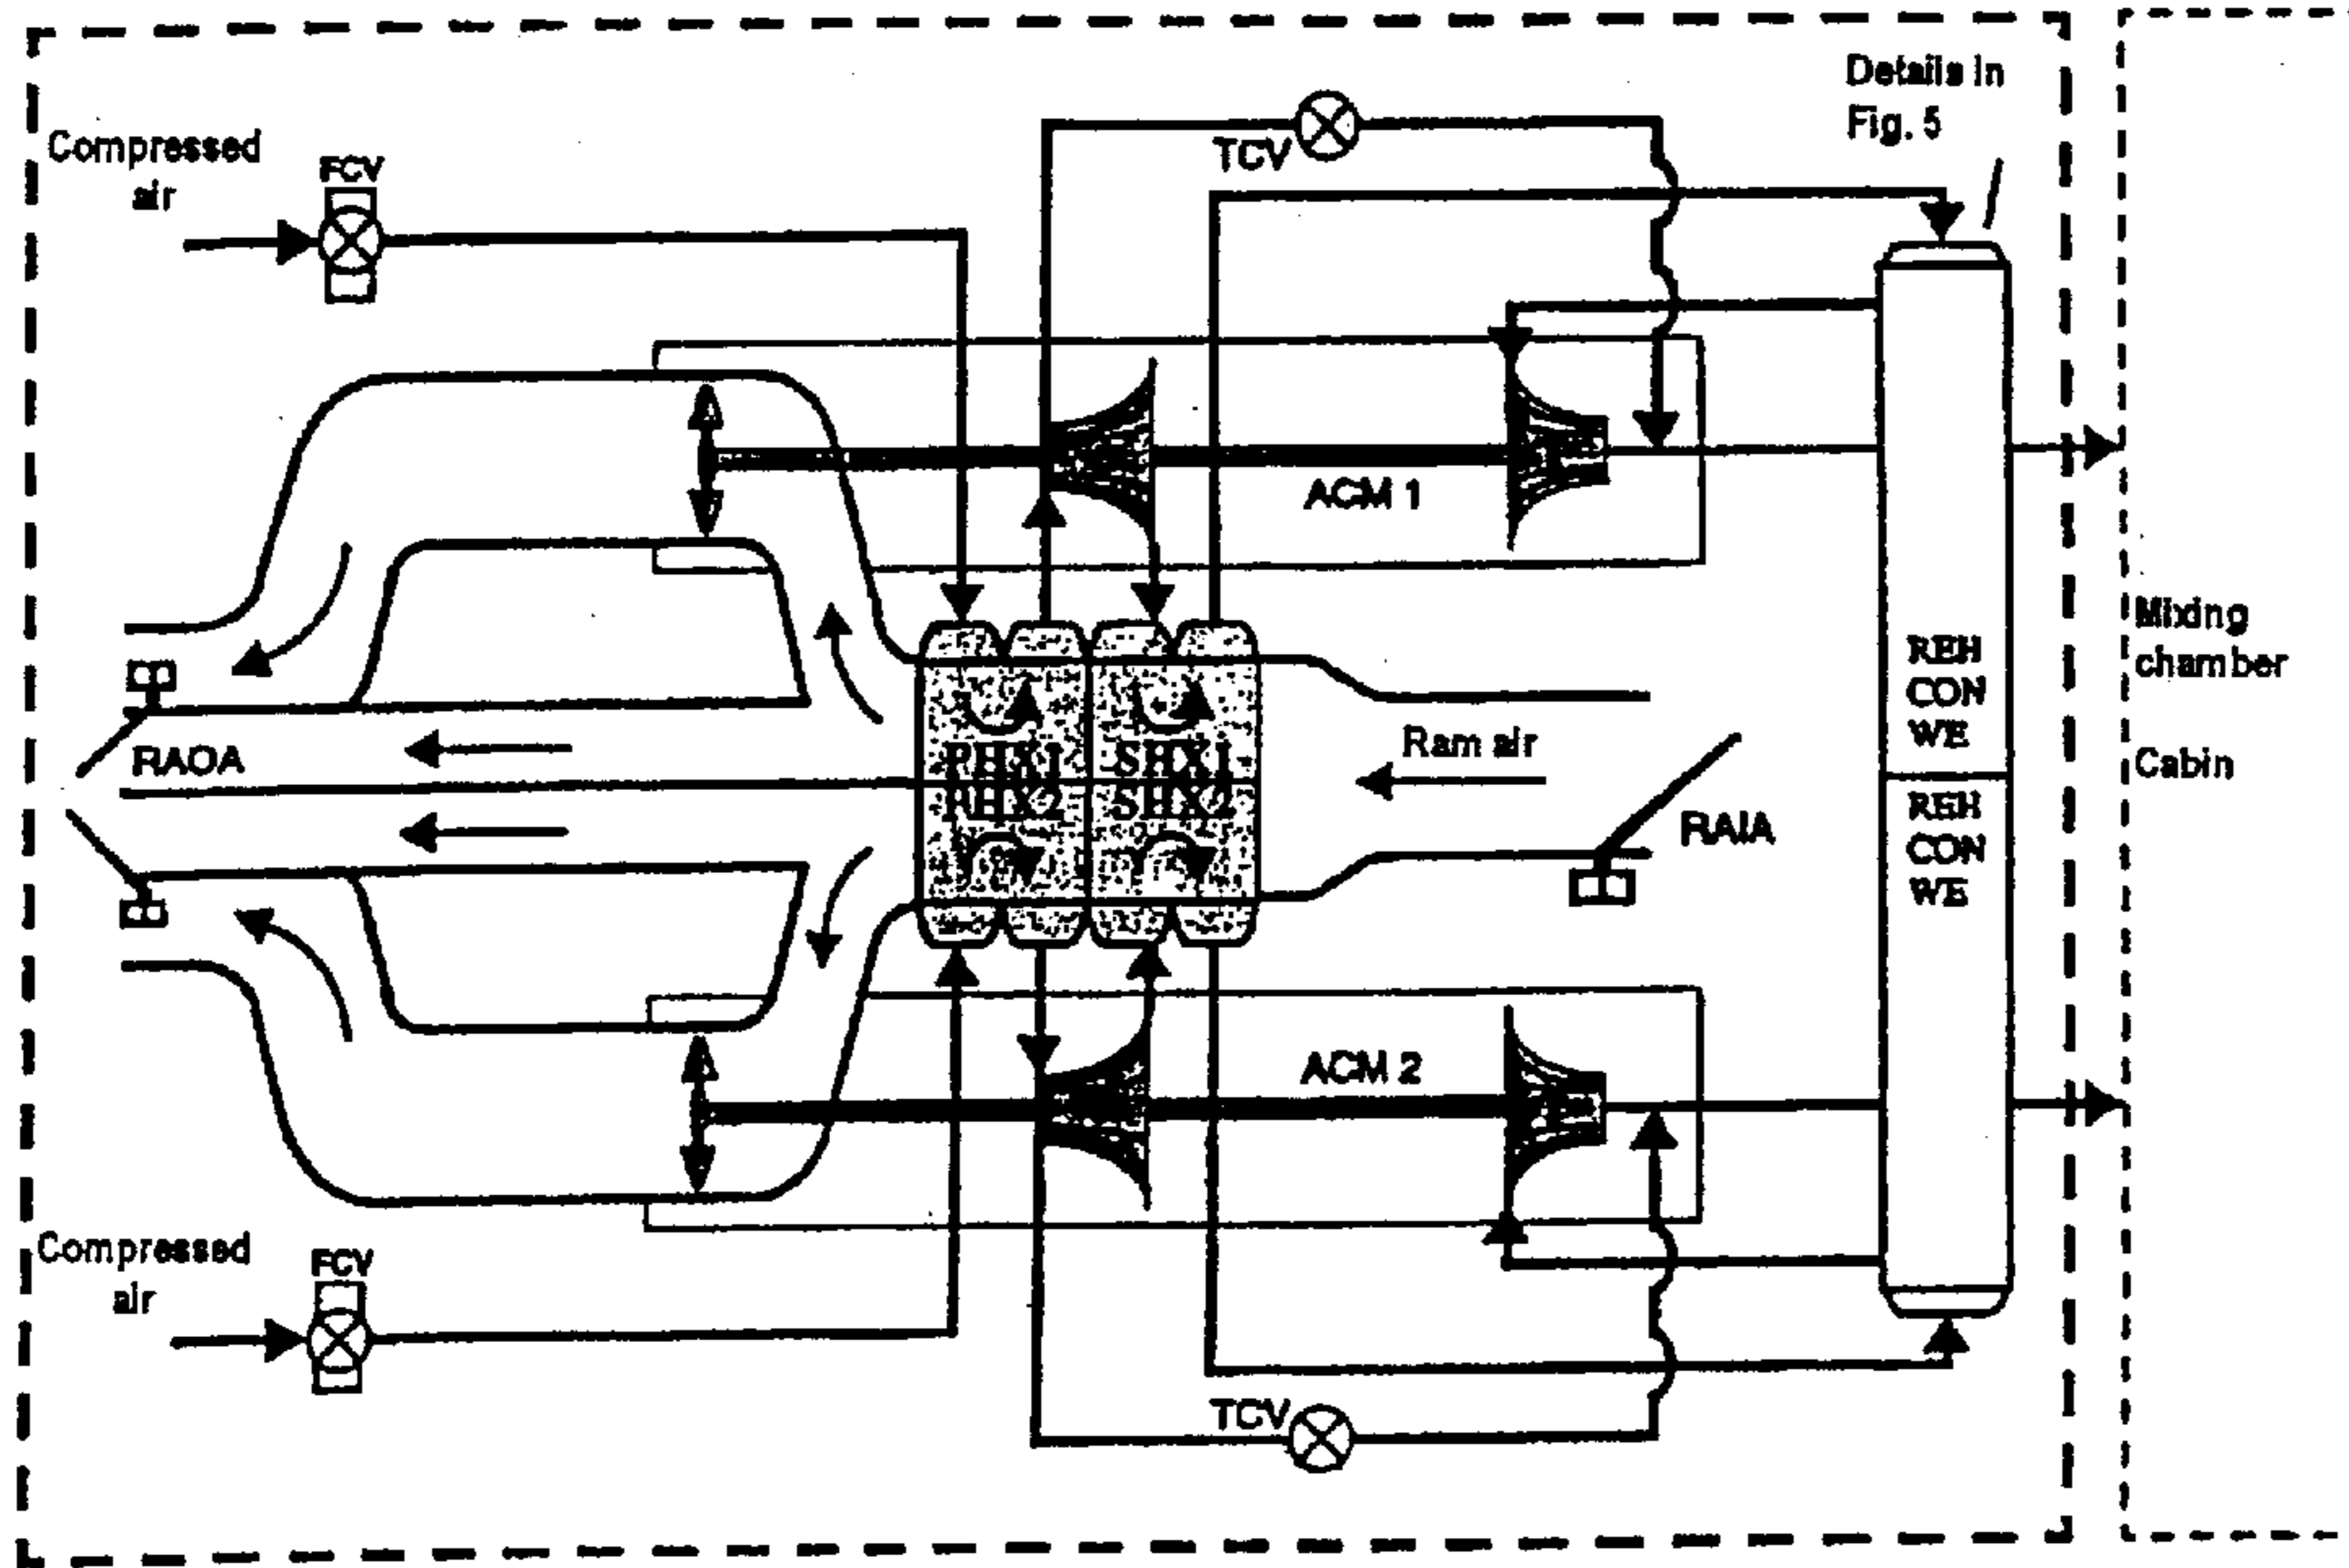 Details in
Fig. 5
Compressed
air
FCV
TCV
ACM 1
Mixing
chamber
REH
CON
WE
RAOA
PHX1
SHX1
Ram air
Cabin
PHX2
SHX2
RAIA
REH
CON
WE
ACM 2
Compressed
air
FCV
TCV